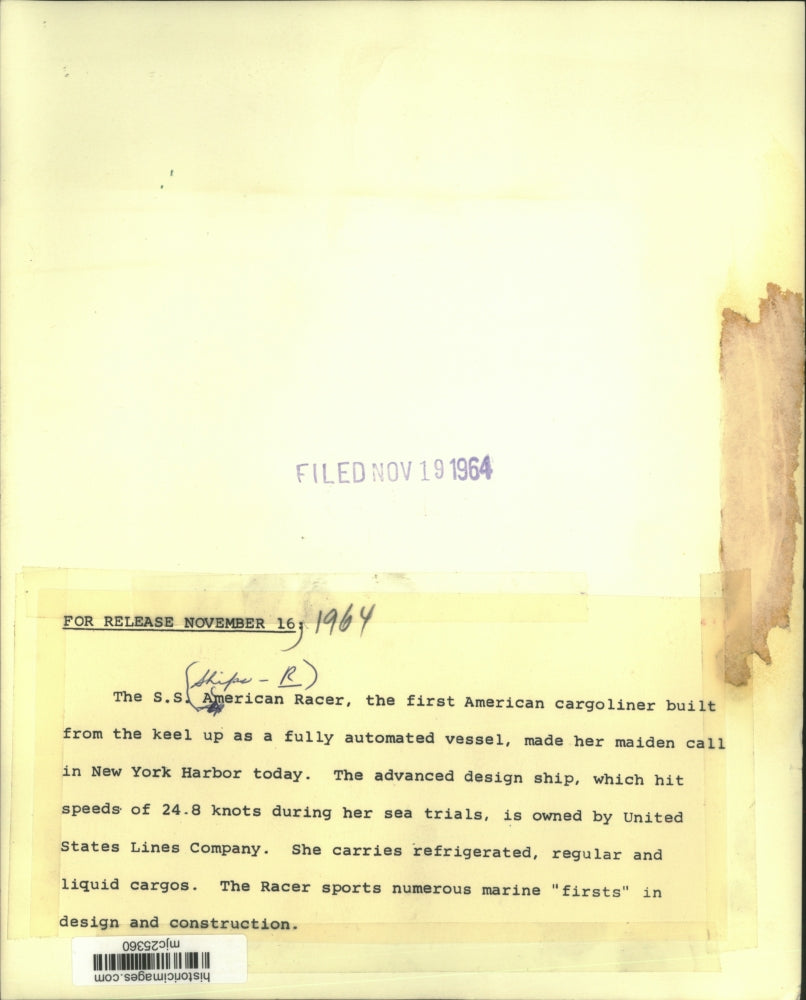 FILED NOV 19 1964
FOR RELEASE NOVEMBER 16, 1964
(Ships - R)
The S.S. American Racer, the first American cargoliner built
from the keel up as a fully automated vessel, made her maiden call
in New York Harbor today. The advanced design ship, which hit
speeds of 24.8 knots during her sea trials, is owned by United
States Lines Company. She carries refrigerated, regular and
liquid cargos. The Racer sports numerous marine "firsts" in
design and construction.
mjc25360
historicimages.com